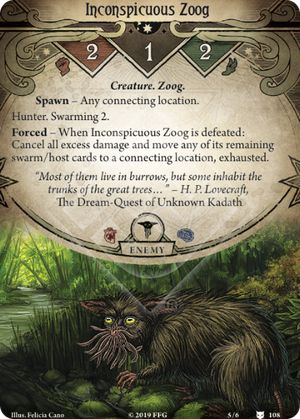 Inconspicuous Zoog
2 1 2
Creature. Zoog.
Spawn – Any connecting location.
Hunter. Swarming 2.
Forced – When Inconspicuous Zoog is defeated:
Cancel all excess damage and move any of its remaining
swarm/host cards to a connecting location, exhausted.
“Most of them live in burrows, but some inhabit the
trunks of the great trees…” – H. P. Lovecraft,
The Dream-Quest of Unknown Kadath
ENEMY
Illus. Felicia Cano © 2019 FFG 5/6 108